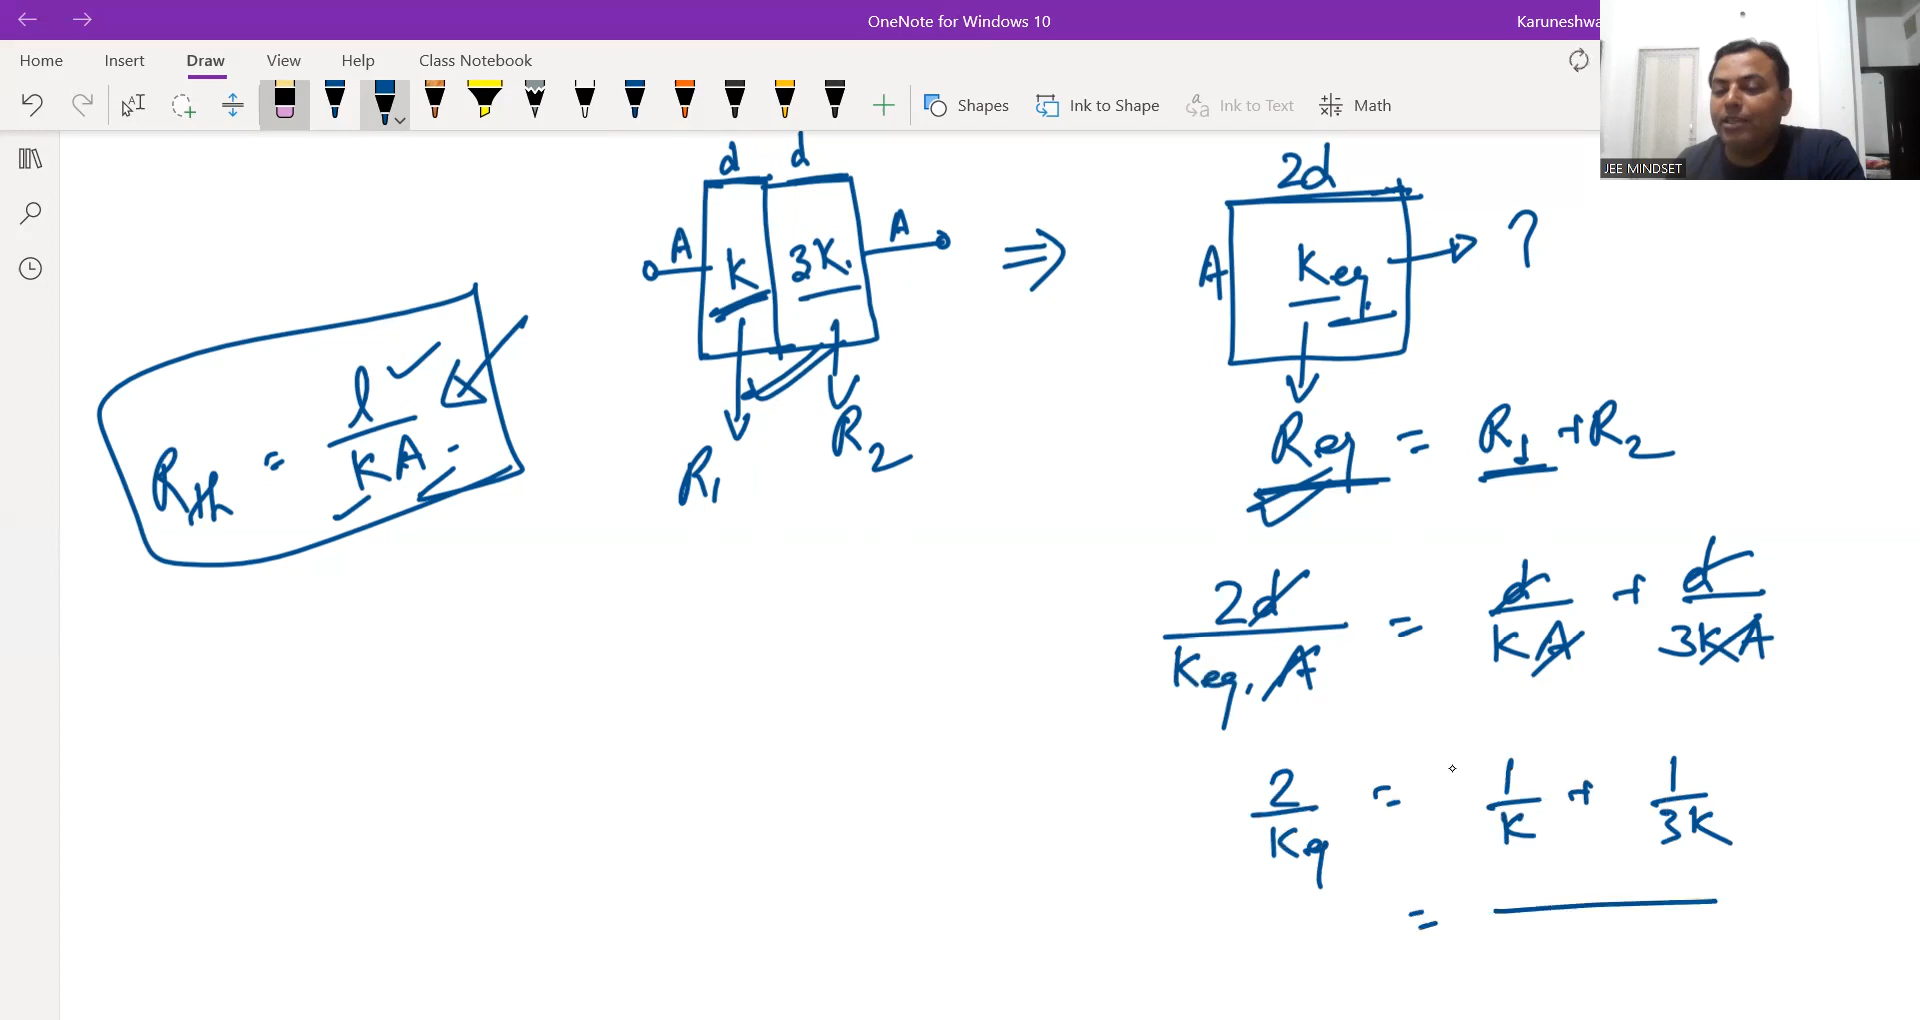 OneNote for Windows 10
Karuneshwa
Home Insert Draw View Help Class Notebook
Shapes Ink to Shape Ink to Text Math
JEE MINDSET
d d
A K 3K A ⇒
R1 R2
2d
A Keq ?
Rth = l / KA
Req = R1 + R2
2d / Keq. A = d / KA + d / 3KA
2 / Keq = 1 / K + 1 / 3K
=